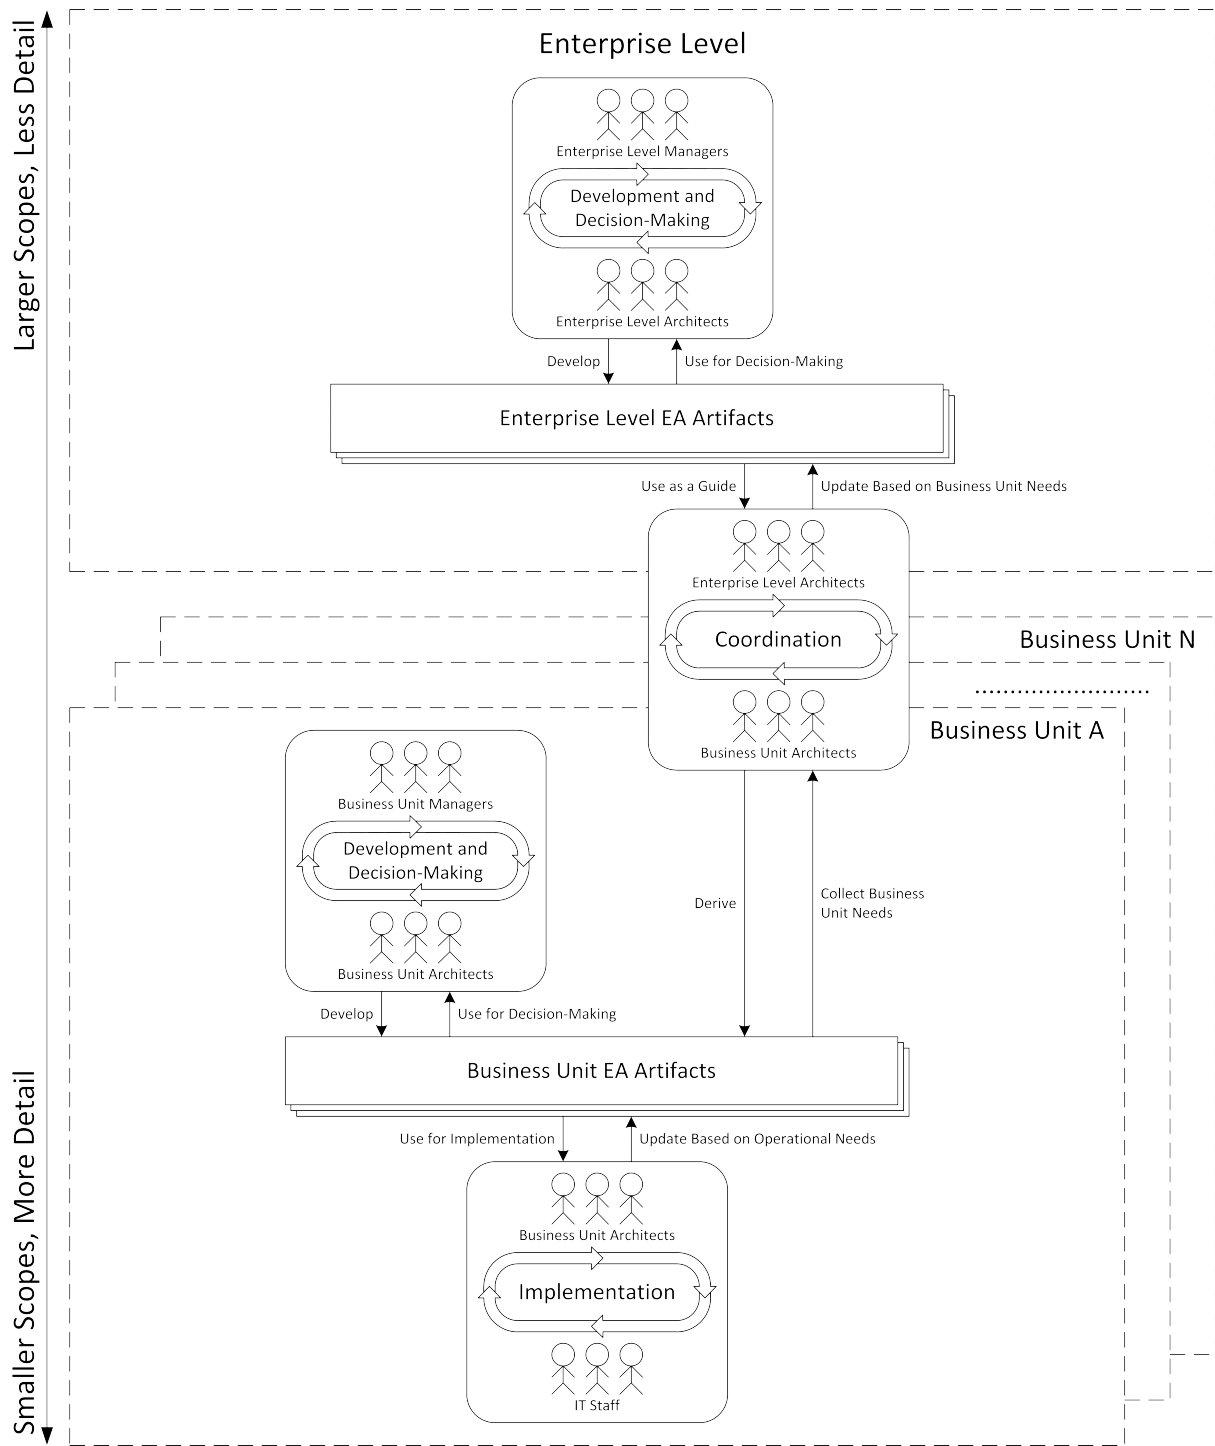 Larger Scopes, Less Detail
Enterprise Level
Enterprise Level Managers
Development and
Decision-Making
Enterprise Level Architects
Develop
Use for Decision-Making
Enterprise Level EA Artifacts
Use as a Guide
Update Based on Business Unit Needs
Enterprise Level Architects
Coordination
Business Unit Architects
Business Unit N
Business Unit A
Business Unit Managers
Development and
Decision-Making
Business Unit Architects
Derive
Collect Business
Unit Needs
Develop
Use for Decision-Making
Business Unit EA Artifacts
Smaller Scopes, More Detail
Use for Implementation
Update Based on Operational Needs
Business Unit Architects
Implementation
IT Staff